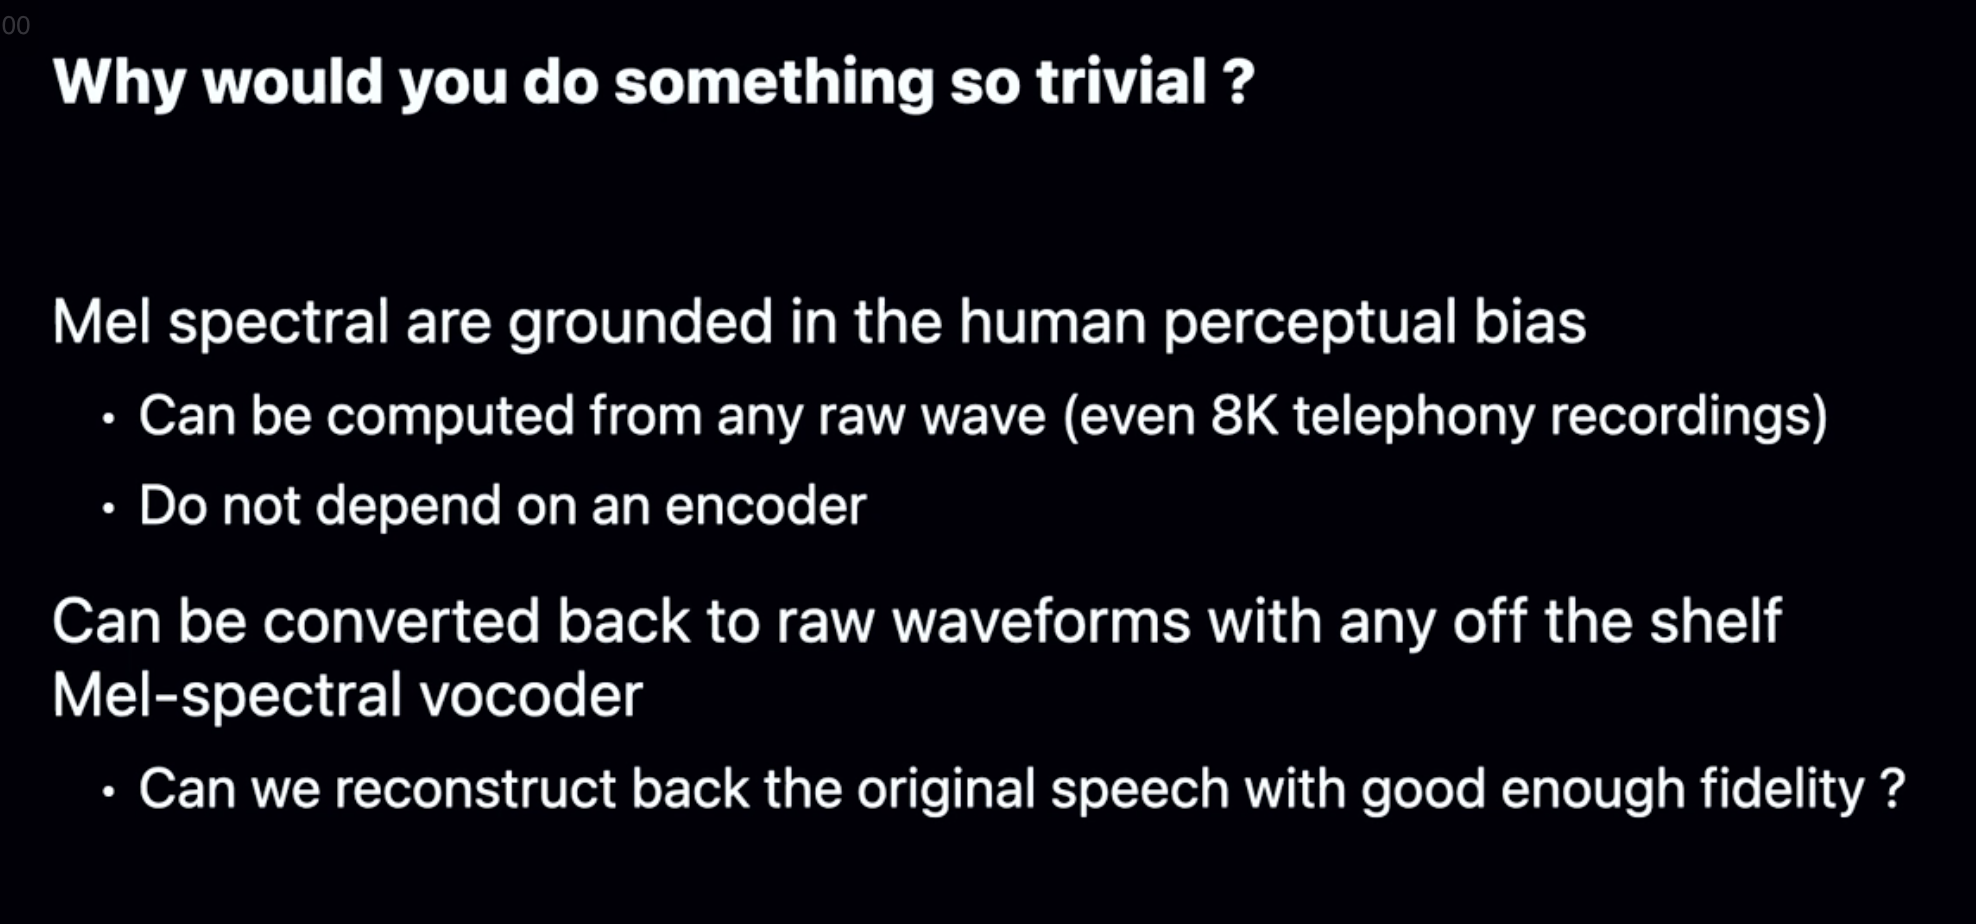 00
Why would you do something so trivial ?
Mel spectral are grounded in the human perceptual bias
• Can be computed from any raw wave (even 8K telephony recordings)
• Do not depend on an encoder
Can be converted back to raw waveforms with any off the shelf
Mel-spectral vocoder
• Can we reconstruct back the original speech with good enough fidelity ?